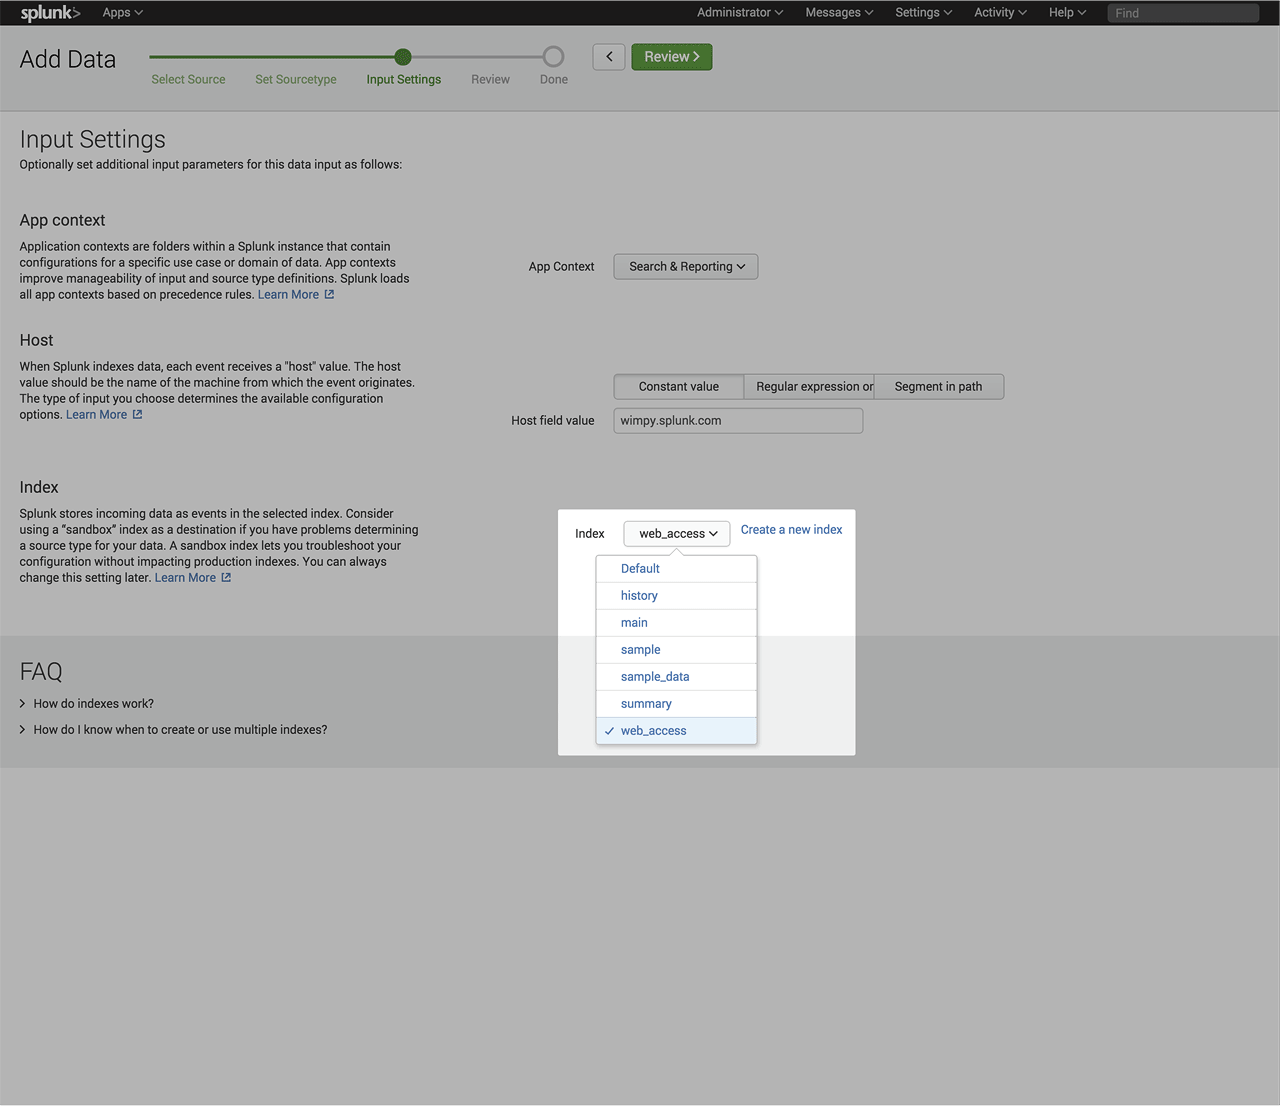 splunk> Apps Administrator Messages Settings Activity Help Find
Add Data
Select Source Set Sourcetype Input Settings Review Done
Review
Input Settings
Optionally set additional input parameters for this data input as follows:
App context
Application contexts are folders within a Splunk instance that contain
configurations for a specific use case or domain of data. App contexts
improve manageability of input and source type definitions. Splunk loads
all app contexts based on precedence rules. Learn More
App Context Search & Reporting
Host
When Splunk indexes data, each event receives a "host" value. The host
value should be the name of the machine from which the event originates.
The type of input you choose determines the available configuration
options. Learn More
Constant value Regular expression or Segment in path
Host field value wimpy.splunk.com
Index
Splunk stores incoming data as events in the selected index. Consider
using a "sandbox" index as a destination if you have problems determining
a source type for your data. A sandbox index lets you troubleshoot your
configuration without impacting production indexes. You can always
change this setting later. Learn More
Index web_access Create a new index
Default
history
main
sample
sample_data
summary
web_access
FAQ
How do indexes work?
How do I know when to create or use multiple indexes?